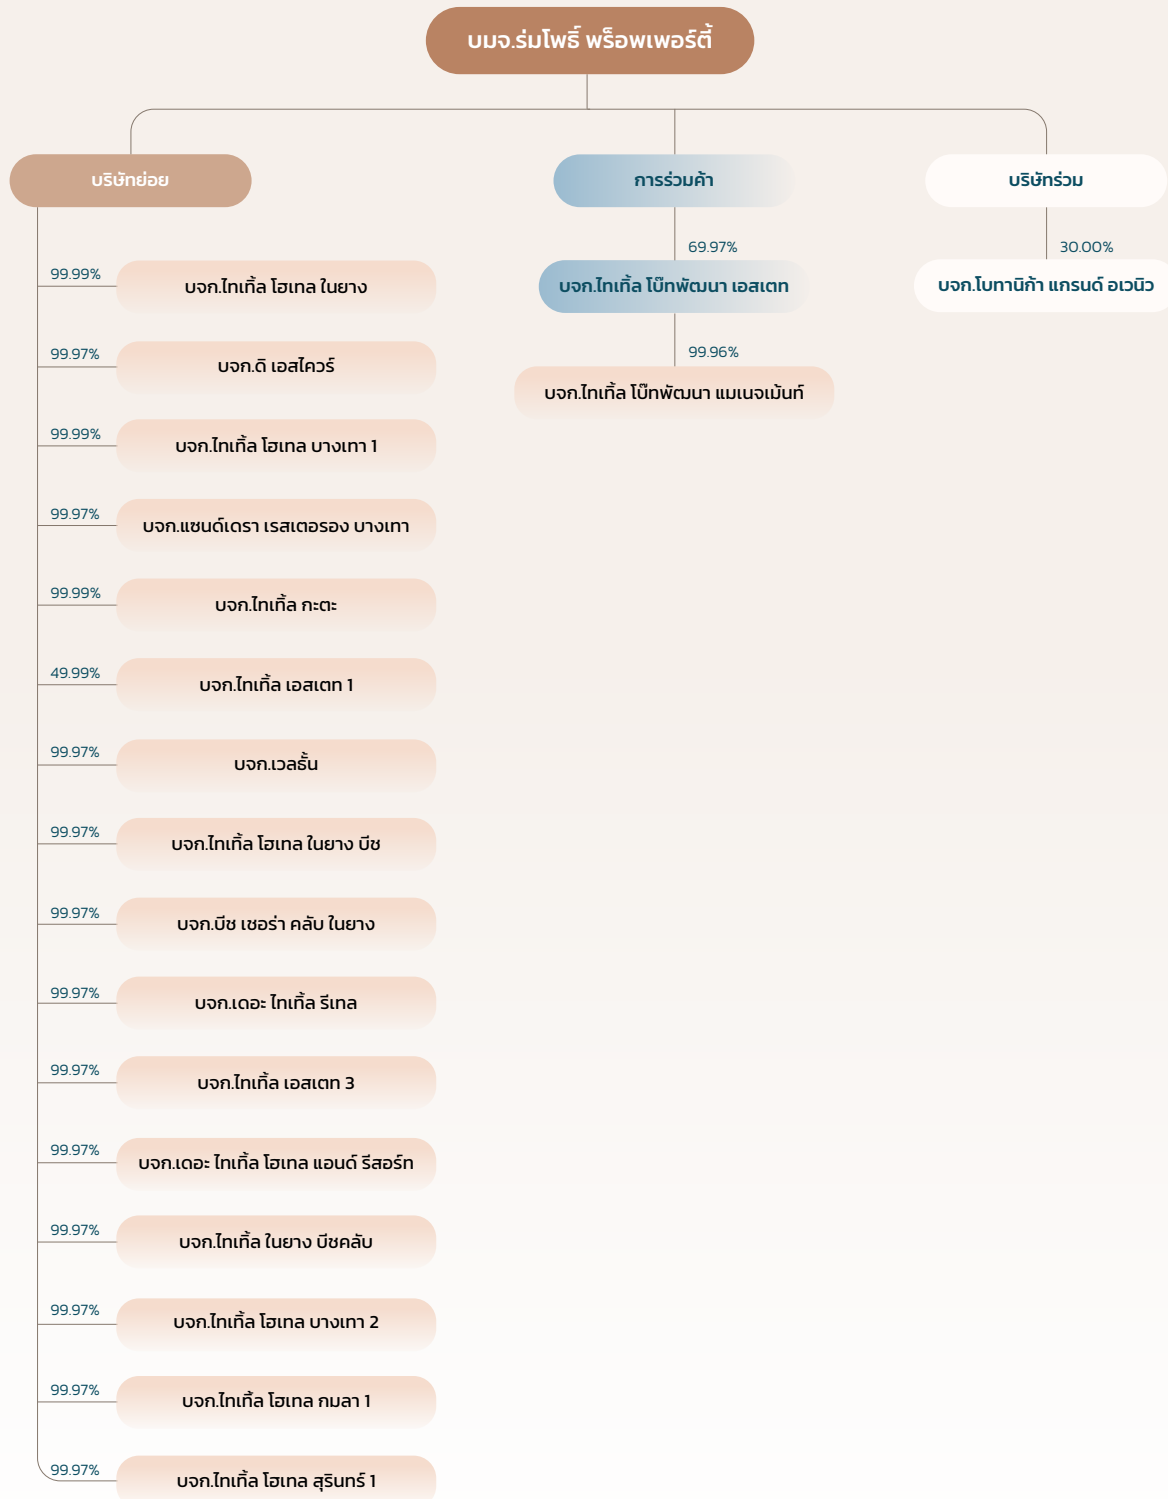 บมจ.ร่มโพธิ์ พร็อพเพอร์ตี้
บริษัทย่อย
99.99%
บจก.ไทเทิ้ล โฮเทล ในยาง
99.97%
บจก.ดิ เอสไควร์
99.99%
บจก.ไทเทิ้ล โฮเทล บางเทา 1
99.97%
บจก.แซนด์เดรา เรสเตอรอง บางเทา
99.99%
บจก.ไทเทิ้ล กะตะ
49.99%
บจก.ไทเทิ้ล เอสเตท 1
99.97%
บจก.เวลธั้น
99.97%
บจก.ไทเทิ้ล โฮเทล ในยาง บีช
99.97%
บจก.บีช เชอร่า คลับ ในยาง
99.97%
บจก.เดอะ ไทเทิ้ล รีเทล
99.97%
บจก.ไทเทิ้ล เอสเตท 3
99.97%
บจก.เดอะ ไทเทิ้ล โฮเทล แอนด์ รีสอร์ท
99.97%
บจก.ไทเทิ้ล ในยาง บีชคลับ
99.97%
บจก.ไทเทิ้ล โฮเทล บางเทา 2
99.97%
บจก.ไทเทิ้ล โฮเทล กมลา 1
99.97%
บจก.ไทเทิ้ล โฮเทล สุรินทร์ 1
การร่วมค้า
69.97%
บจก.ไทเทิ้ล โบ๊ทพัฒนา เอสเตท
99.96%
บจก.ไทเทิ้ล โบ๊ทพัฒนา แมเนจเม้นท์
บริษัทร่วม
30.00%
บจก.โบทานิก้า แกรนด์ อเวนิว